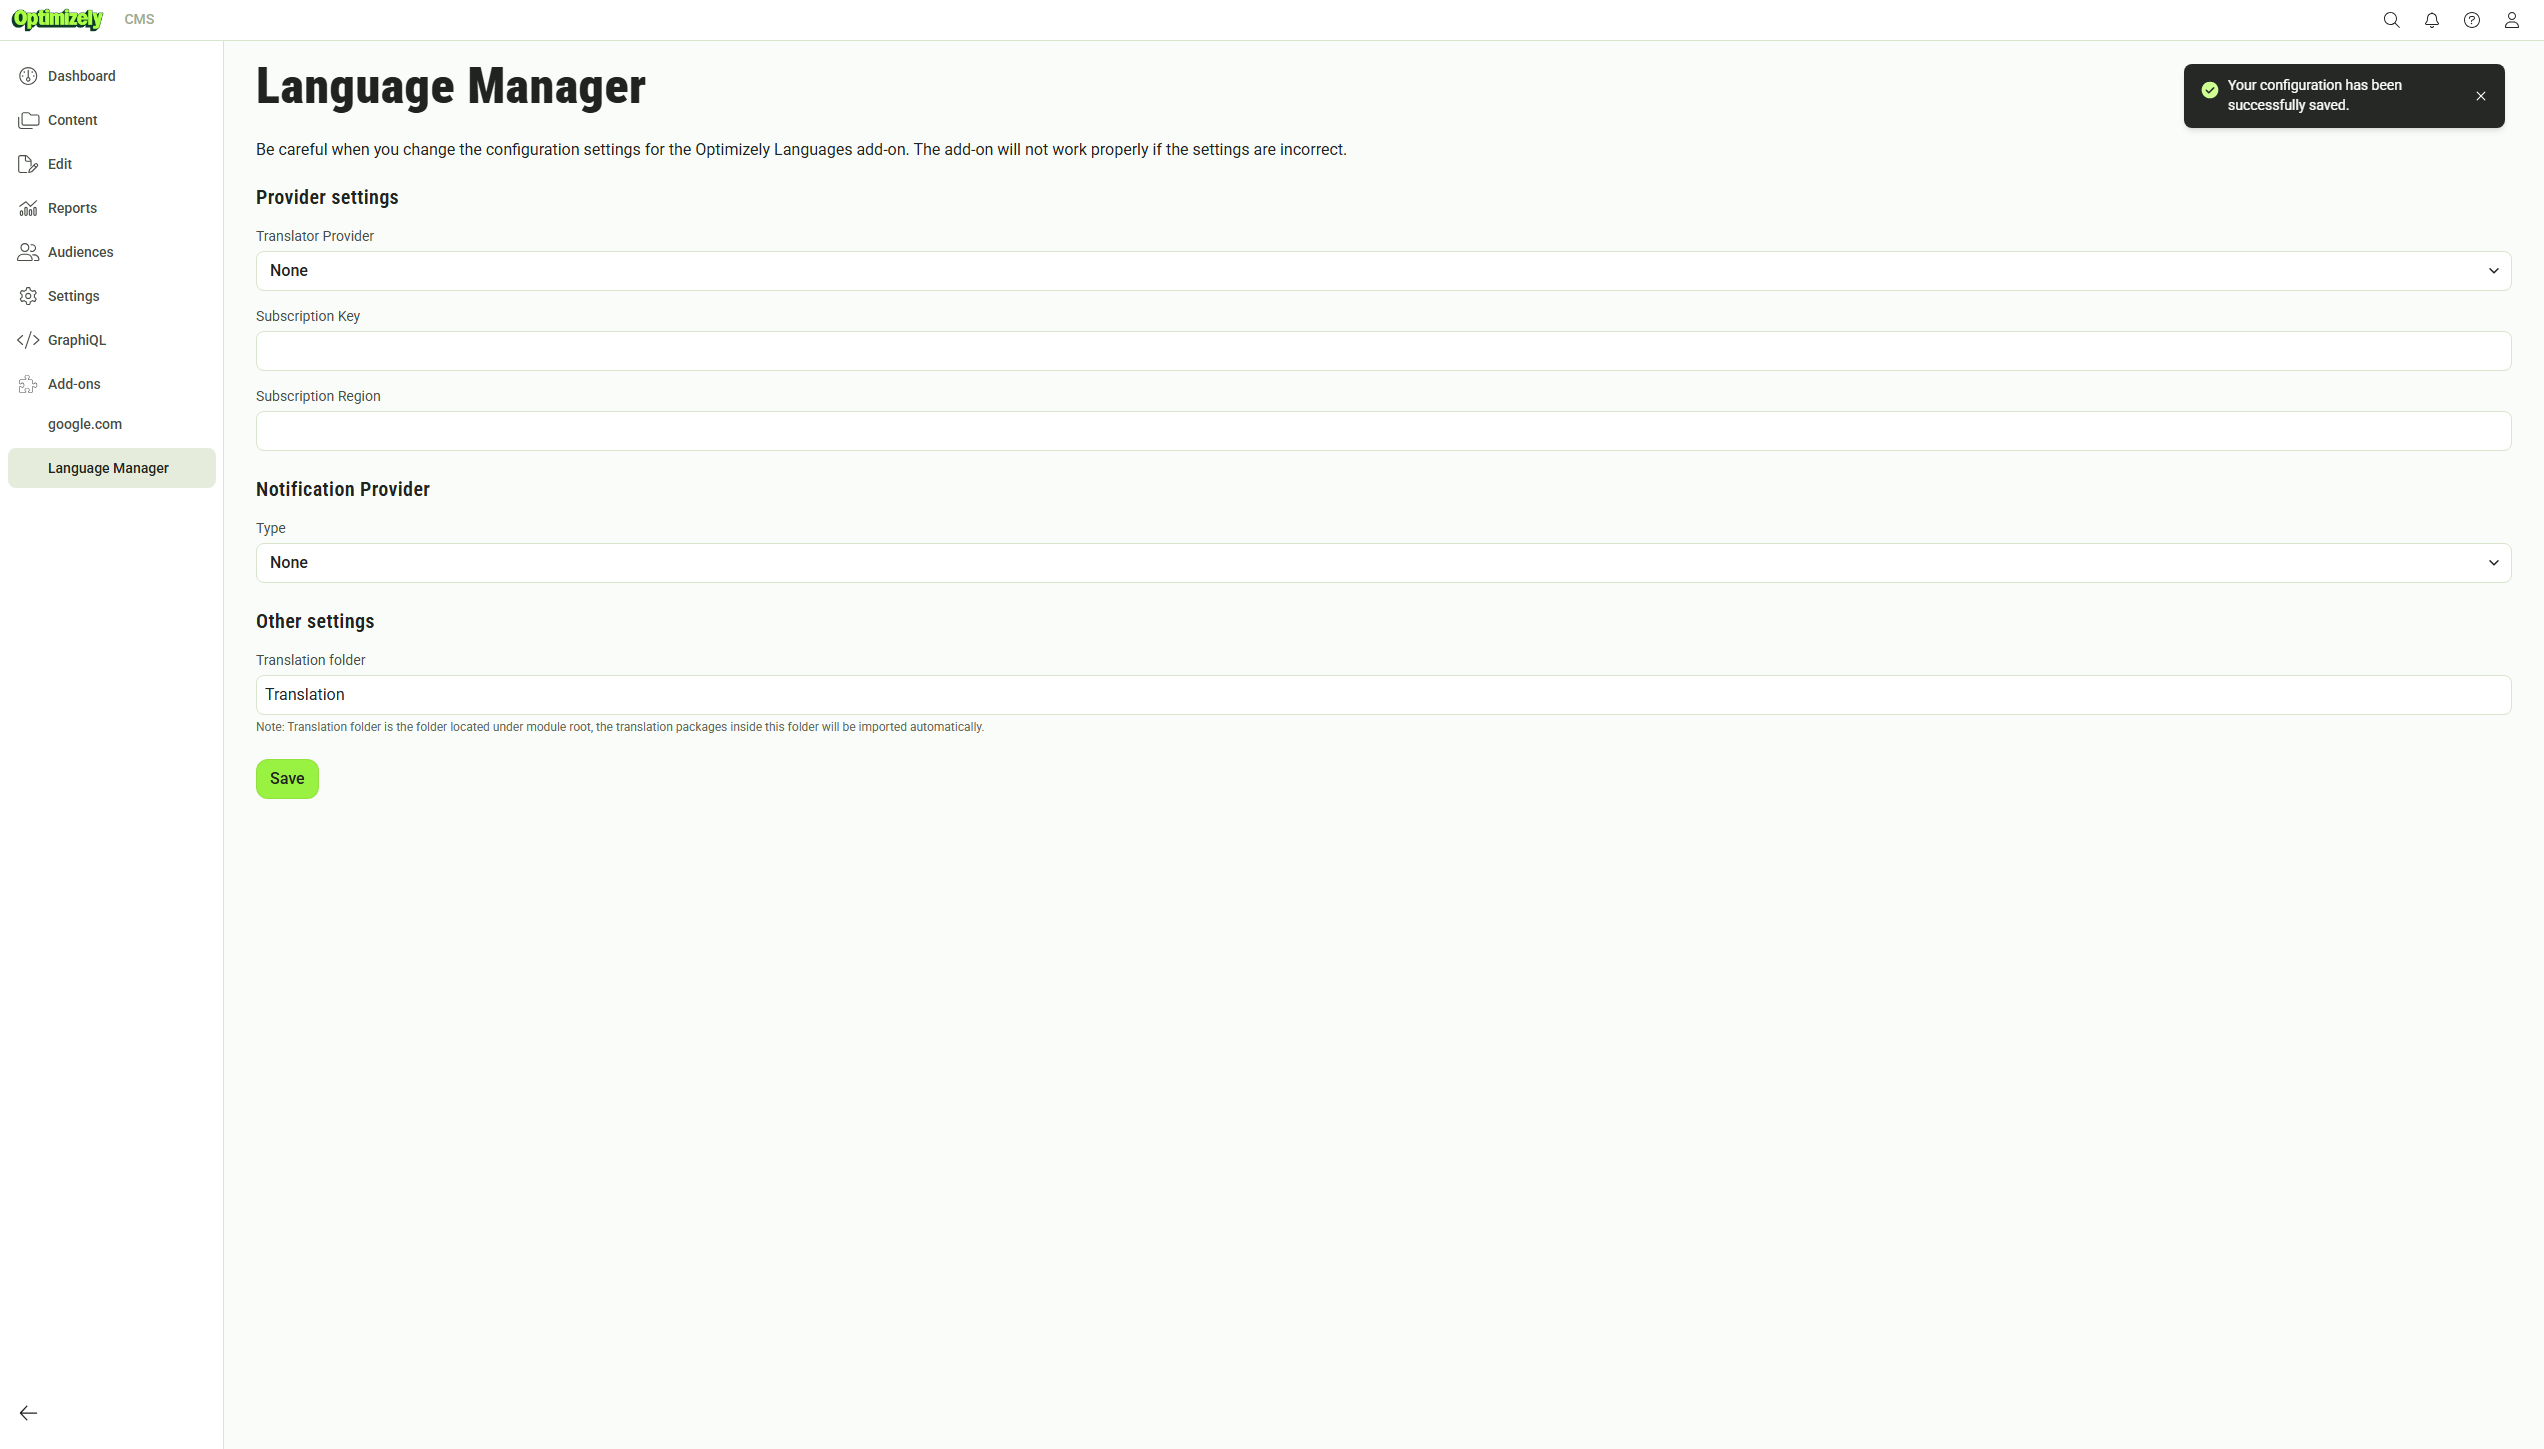 Optimizely CMS
Dashboard
Content
Edit
Reports
Audiences
Settings
GraphiQL
Add-ons
google.com
Language Manager
Language Manager
Your configuration has been
successfully saved.
Be careful when you change the configuration settings for the Optimizely Languages add-on. The add-on will not work properly if the settings are incorrect.
Provider settings
Translator Provider
None
Subscription Key
Subscription Region
Notification Provider
Type
None
Other settings
Translation folder
Translation
Note: Translation folder is the folder located under module root, the translation packages inside this folder will be imported automatically.
Save